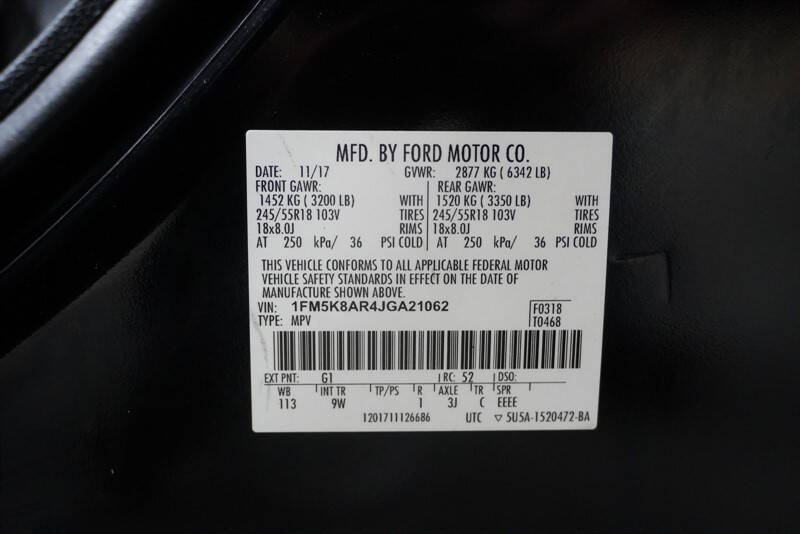 MFD. BY FORD MOTOR CO.
DATE: 11/17 GVWR: 2877 KG ( 6342 LB)
FRONT GAWR: REAR GAWR:
1452 KG ( 3200 LB) WITH 1520 KG ( 3350 LB) WITH
245/55R18 103V TIRES 245/55R18 103V TIRES
18x8.0J RIMS 18x8.0J RIMS
AT 250 kPa/ 36 PSI COLD AT 250 kPa/ 36 PSI COLD
THIS VEHICLE CONFORMS TO ALL APPLICABLE FEDERAL MOTOR
VEHICLE SAFETY STANDARDS IN EFFECT ON THE DATE OF
MANUFACTURE SHOWN ABOVE.
VIN: 1FM5K8AR4JGA21062 F0318
TYPE: MPV T0468
EXT PNT: G1 RC: 52 DSO:
WB INT TR TP/PS R AXLE TR SPR
113 9W 1 3J C EEEE
1201711126686 UTC ▽ 5U5A-1520472-BA